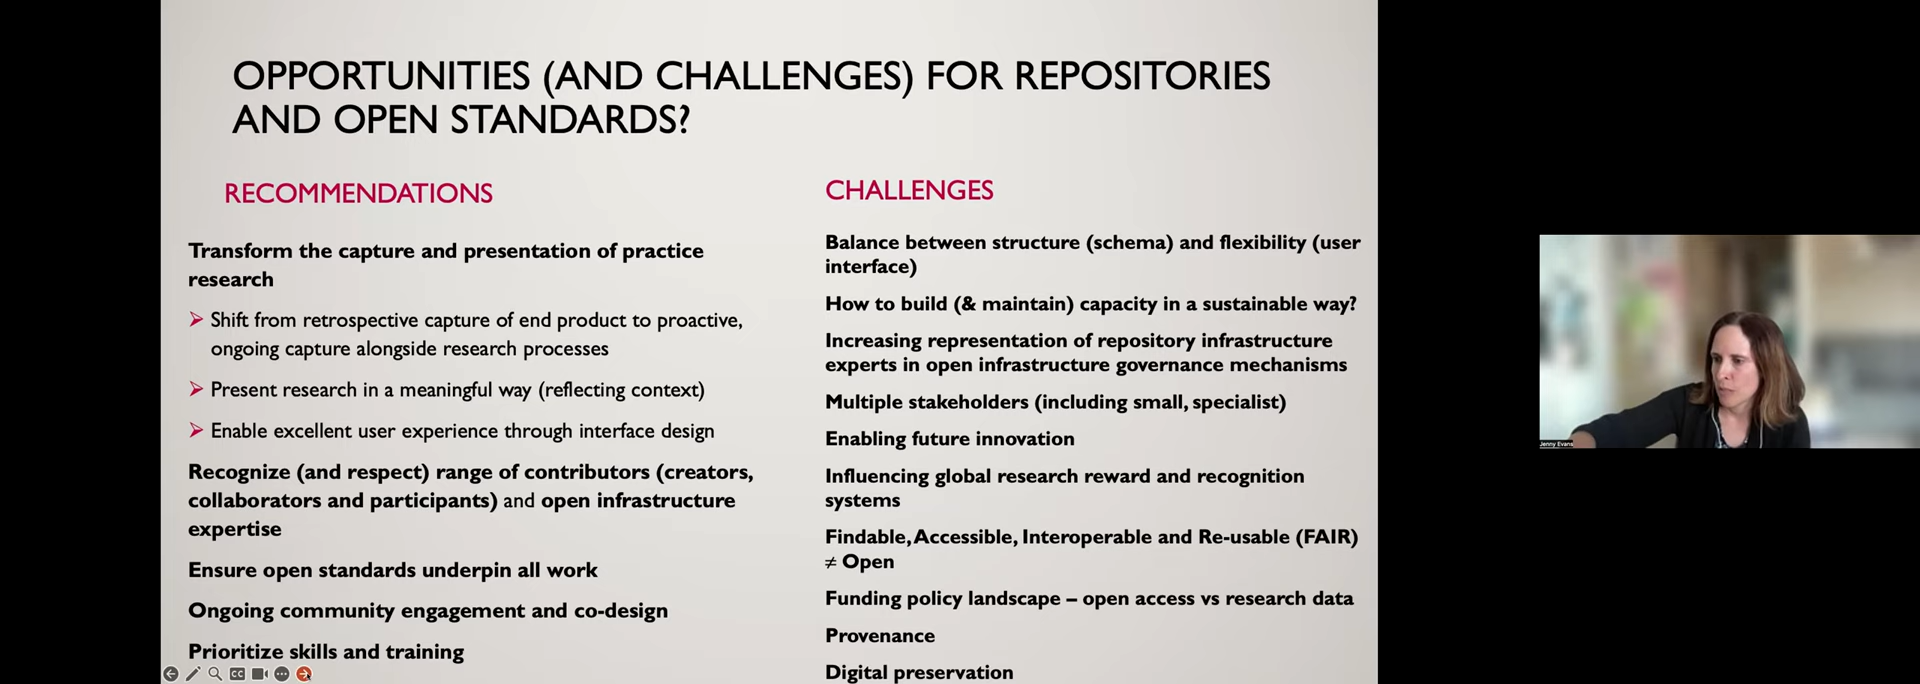 OPPORTUNITIES (AND CHALLENGES) FOR REPOSITORIES
AND OPEN STANDARDS?
RECOMMENDATIONS
Transform the capture and presentation of practice
research
Shift from retrospective capture of end product to proactive,
ongoing capture alongside research processes
Present research in a meaningful way (reflecting context)
Enable excellent user experience through interface design
Recognize (and respect) range of contributors (creators,
collaborators and participants) and open infrastructure
expertise
Ensure open standards underpin all work
Ongoing community engagement and co-design
Prioritize skills and training
CC
CHALLENGES
Balance between structure (schema) and flexibility (user
interface)
How to build (& maintain) capacity in a sustainable way?
Increasing representation of repository infrastructure
experts in open infrastructure governance mechanisms
Multiple stakeholders (including small, specialist)
Enabling future innovation
Influencing global research reward and recognition
systems
Findable, Accessible, Interoperable and Re-usable (FAIR)
≠ Open
Funding policy landscape – open access vs research data
Provenance
Digital preservation
Jenny Evans